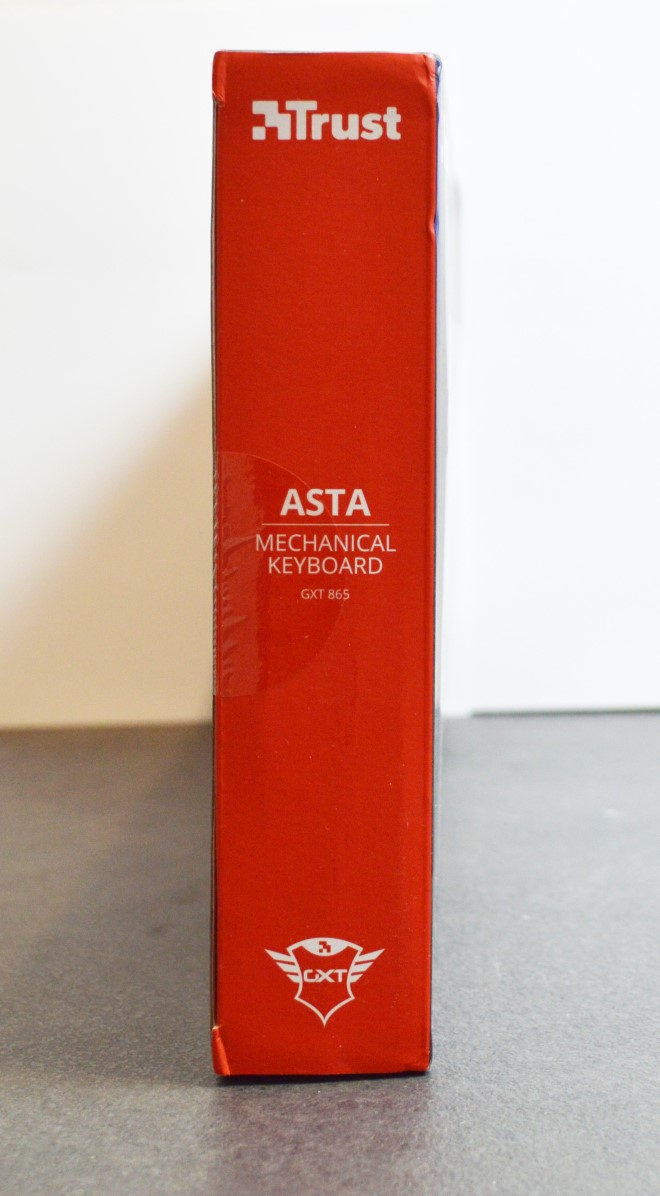 Trust
ASTA
MECHANICAL
KEYBOARD
GXT 865
GXT